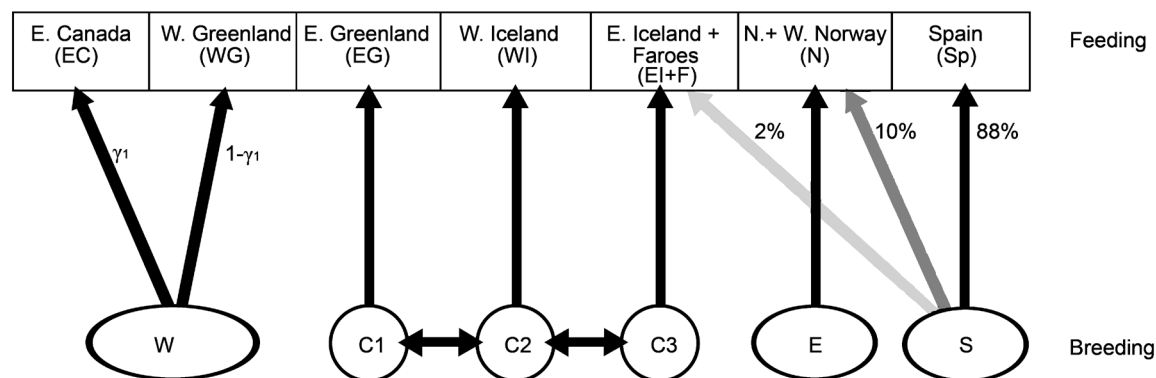 E. Canada
(EC)
W. Greenland
(WG)
E. Greenland
(EG)
W. Iceland
(WI)
E. Iceland +
Faroes
(EI+F)
N.+ W. Norway
(N)
Spain
(Sp)
Feeding
γ1
1-γ1
2%
10%
88%
W
C1
C2
C3
E
S
Breeding